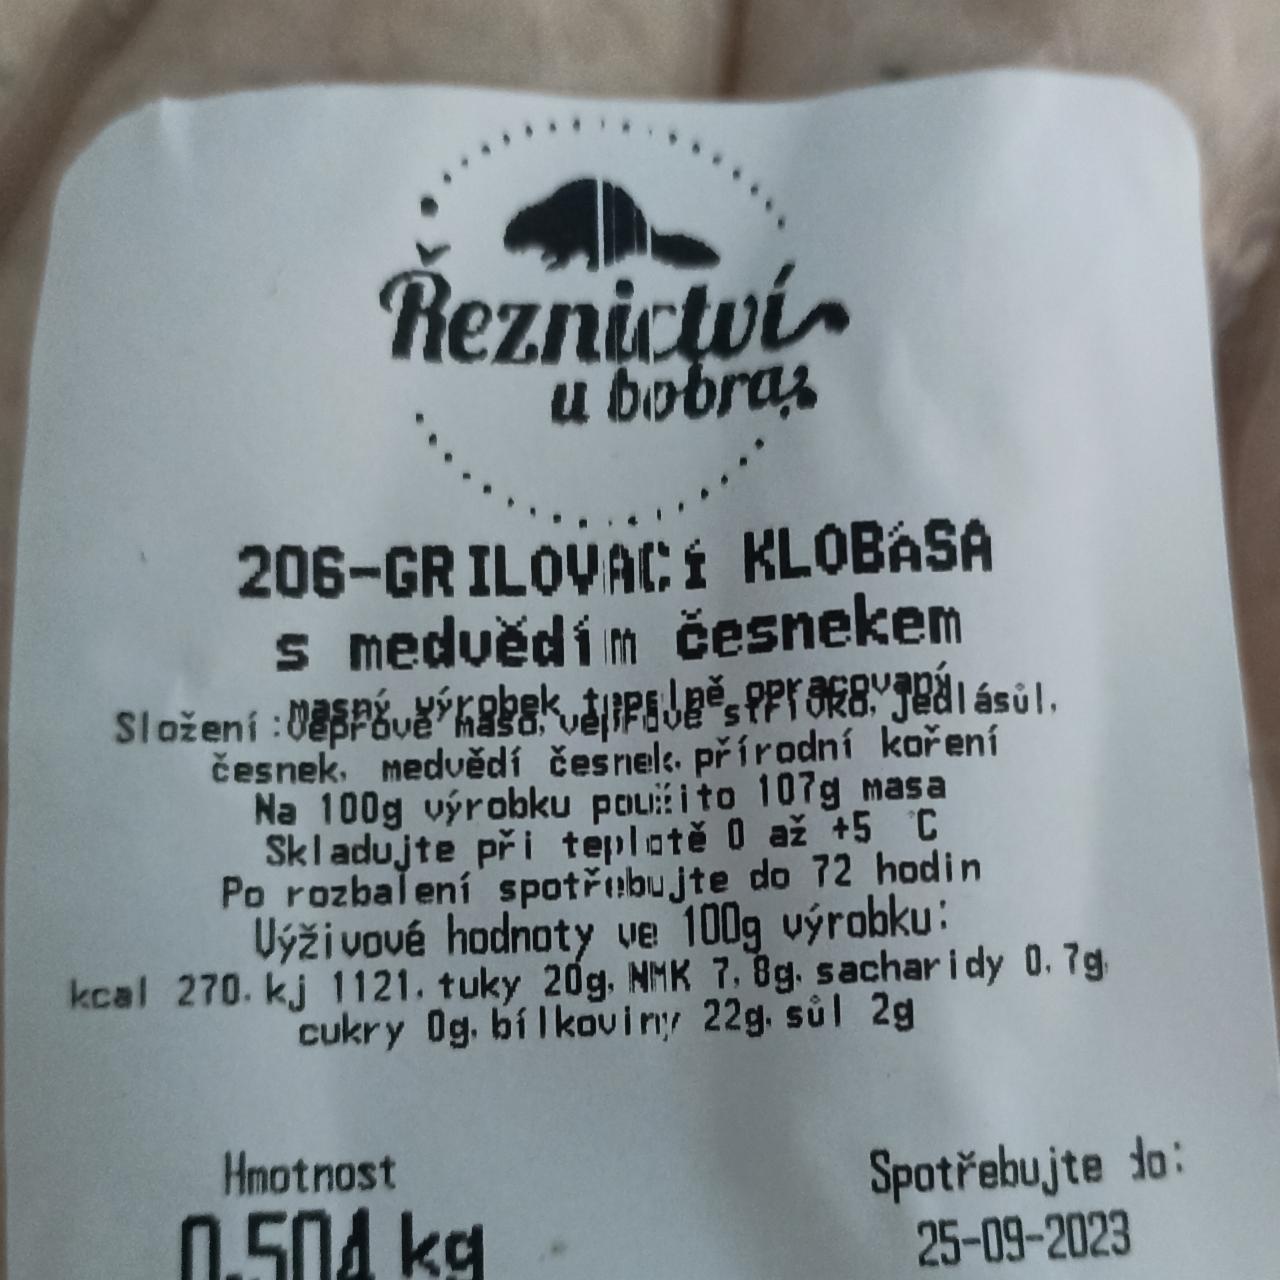 Řeznictví
u bobra
206-GRILOVACí KLOBáSA
s medvědím česnekem
masný výrobek tepelně opracovaný
Složení :Vepřové maso, vepřové střívko, jedlásůl,
česnek, medvědí česnek, přírodní koření
Na 100g výrobku použito 107g masa
Skladujte při teplotě 0 až +5 °C
Po rozbalení spotřebujte do 72 hodin
Výživové hodnoty ve 100g výrobku:
kcal 270, kj 1121, tuky 20g, NMK 7,8g, sacharidy 0,7g,
cukry 0g, bílkoviny 22g, sůl 2g
Hmotnost
0,504 kg
Spotřebujte do:
25-09-2023